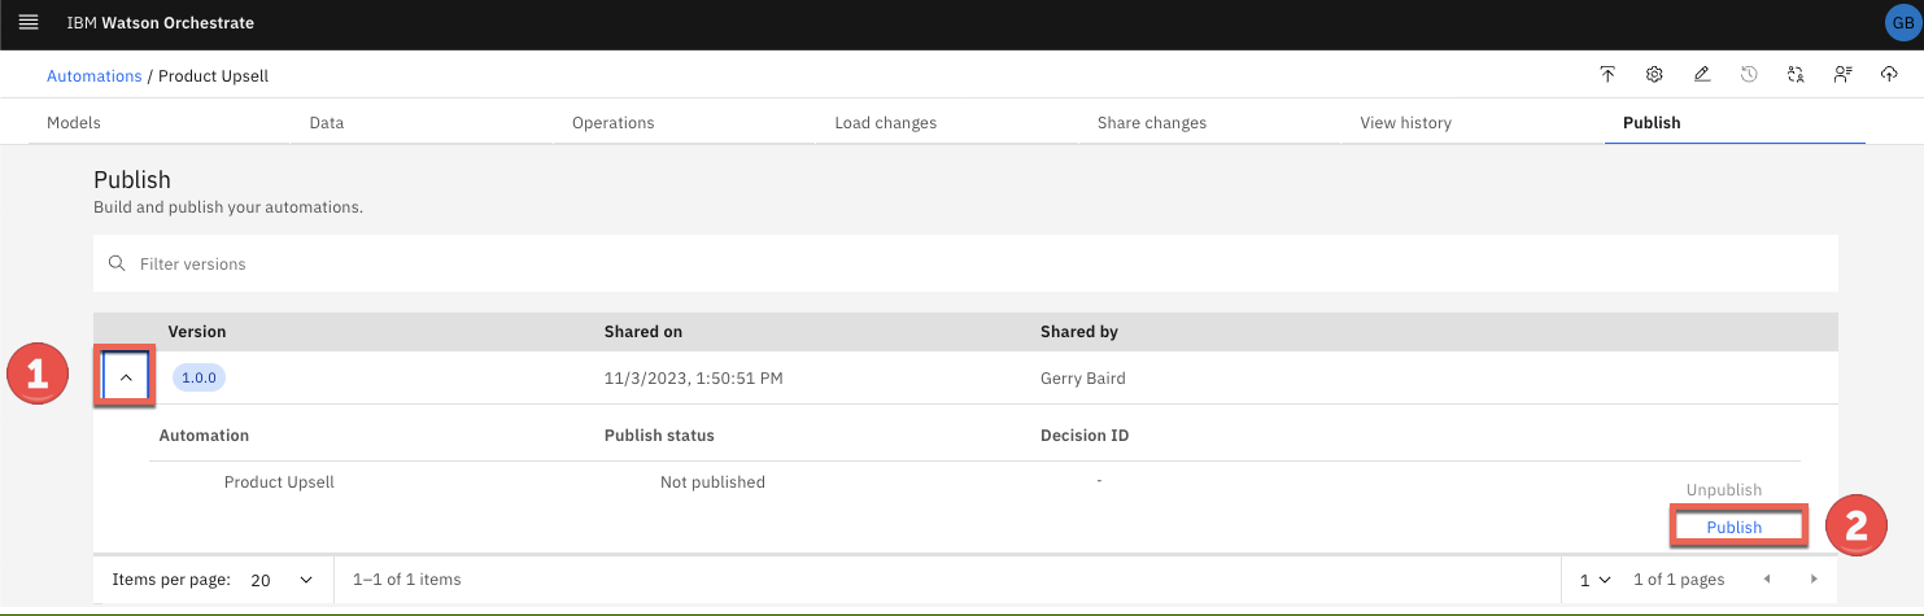 IBM Watson Orchestrate
GB
Automations / Product Upsell
Models Data Operations Load changes Share changes View history Publish
Publish
Build and publish your automations.
Filter versions
Version Shared on Shared by
1
1.0.0 11/3/2023, 1:50:51 PM Gerry Baird
Automation Publish status Decision ID
Product Upsell Not published -
Unpublish
Publish
2
Items per page: 20 1–1 of 1 items 1 1 of 1 pages